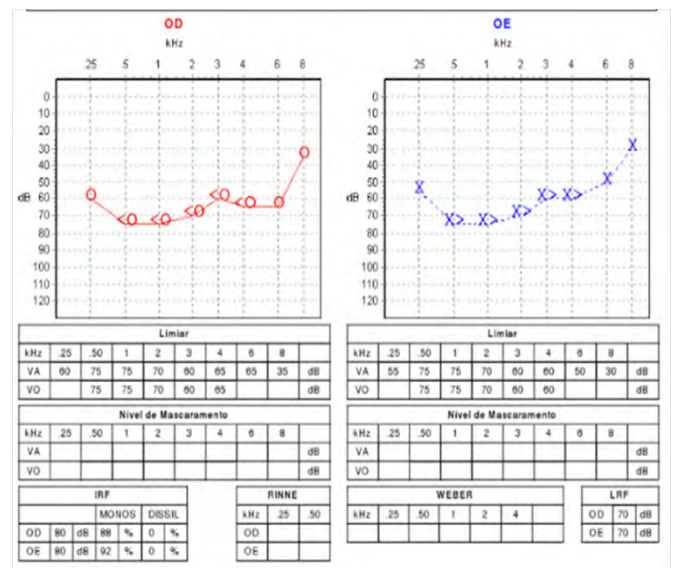 OD
kHz
.25 .5 1 2 3 4 6 8
0
10
20
30
40
50
60
70
80
90
100
110
120
dB
OE
kHz
.25 .5 1 2 3 4 6 8
0
10
20
30
40
50
60
70
80
90
100
110
120
dB
Limiar
kHz .25 .50 1 2 3 4 6 8
VA 60 75 75 70 60 65 65 35 dB
VO 75 75 70 60 65 dB
Limiar
kHz .25 .50 1 2 3 4 6 8
VA 55 75 75 70 60 60 50 30 dB
VO 75 75 70 60 60 dB
Nível de Mascaramento
kHz .25 .50 1 2 3 4 6 8
VA dB
VO dB
Nível de Mascaramento
kHz .25 .50 1 2 3 4 6 8
VA dB
VO dB
IRF
MONOS DISSIL
OD 80 dB 88 % 0 %
OE 80 dB 92 % 0 %
RINNE
kHz .25 .50
OD
OE
WEBER
kHz .25 .50 1 2 4
LRF
OD 70 dB
OE 70 dB